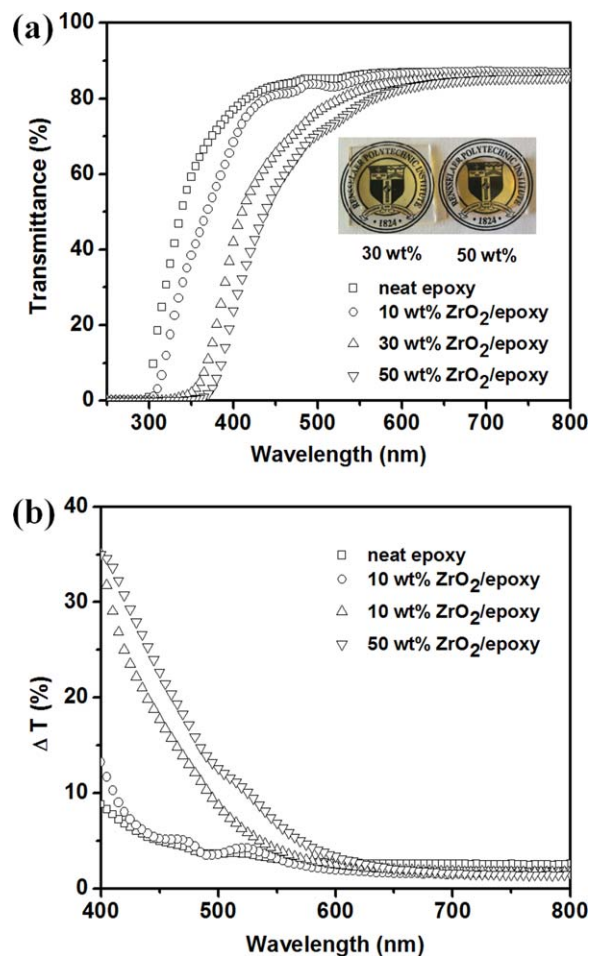 (a)
100
80
60
40
20
0
Transmittance (%)
RENSSELAER POLYTECHNIC INSTITUTE
1824
RENSSELAER POLYTECHNIC INSTITUTE
1824
30 wt%
50 wt%
neat epoxy
10 wt% ZrO2/epoxy
30 wt% ZrO2/epoxy
50 wt% ZrO2/epoxy
300 400 500 600 700 800
Wavelength (nm)
(b)
40
30
20
10
0
Δ T (%)
neat epoxy
10 wt% ZrO2/epoxy
10 wt% ZrO2/epoxy
50 wt% ZrO2/epoxy
400 500 600 700 800
Wavelength (nm)